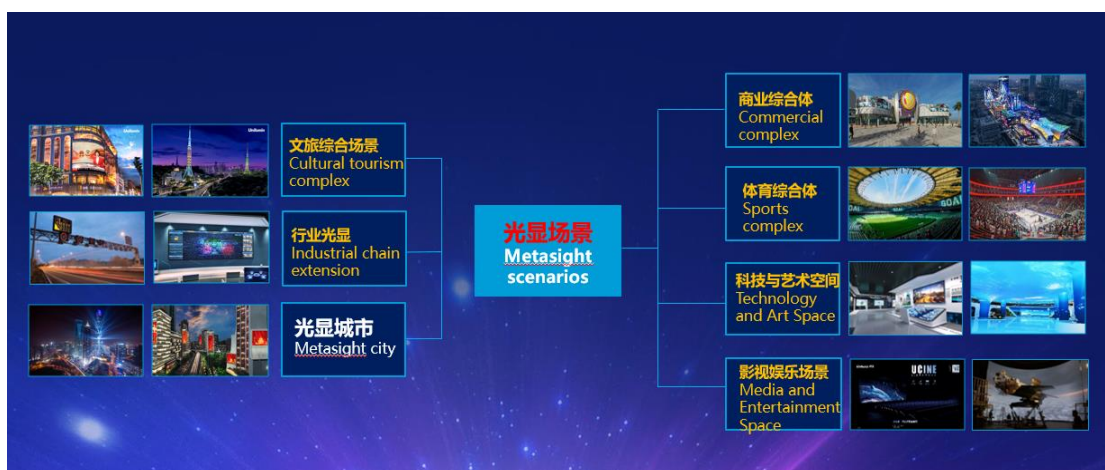 文旅综合场景
Cultural tourism
complex
行业光显
Industrial chain
extension
光显城市
Metasight city
光显场景
Metasight
scenarios
商业综合体
Commercial
complex
体育综合体
Sports
complex
科技与艺术空间
Technology
and Art Space
影视娱乐场景
Media and
Entertainment
Space
Unilumin
Unilumin
UCINE